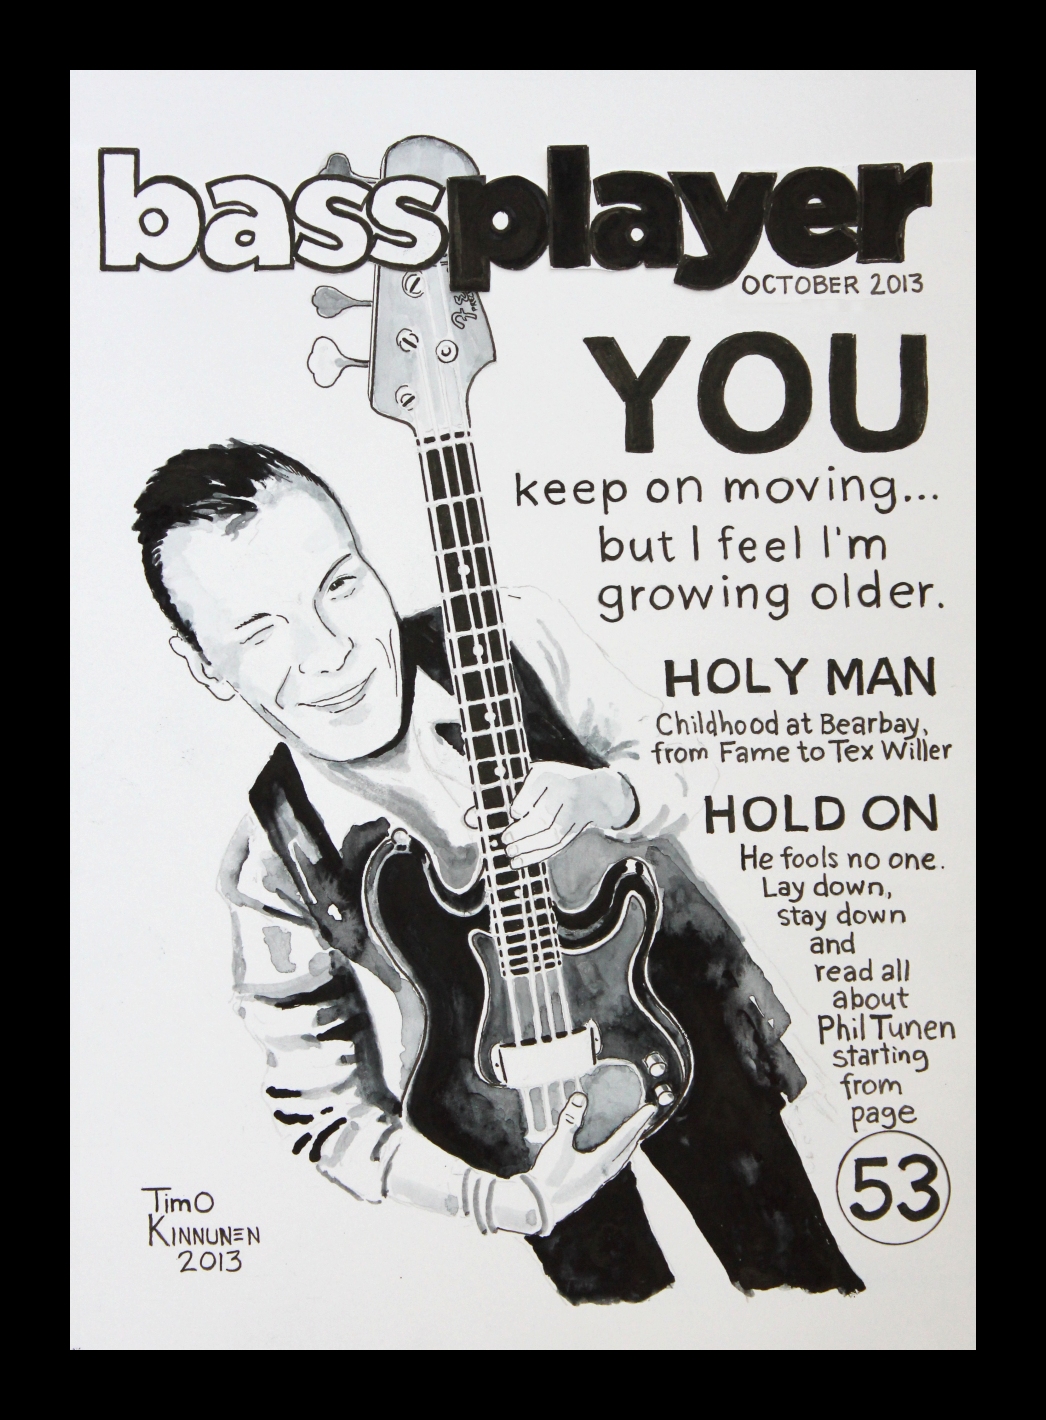 bassplayer
OCTOBER 2013
YOU
keep on moving...
but I feel I'm
growing older.
HOLY MAN
Childhood at Bearbay,
from Fame to Tex Willer
HOLD ON
He fools no one.
Lay down,
stay down
and
read all
about
Phil Tunen
starting
from
page
53
TimO
KINNUNEN
2013